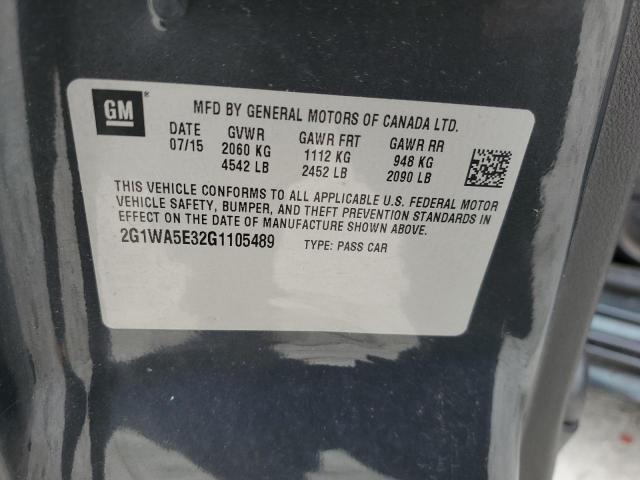 GM
MFD BY GENERAL MOTORS OF CANADA LTD.
DATE GVWR GAWR FRT GAWR RR
07/15 2060 KG 1112 KG 948 KG
4542 LB 2452 LB 2090 LB
THIS VEHICLE CONFORMS TO ALL APPLICABLE U.S. FEDERAL MOTOR
VEHICLE SAFETY, BUMPER, AND THEFT PREVENTION STANDARDS IN
EFFECT ON THE DATE OF MANUFACTURE SHOWN ABOVE.
2G1WA5E32G1105489 TYPE: PASS CAR